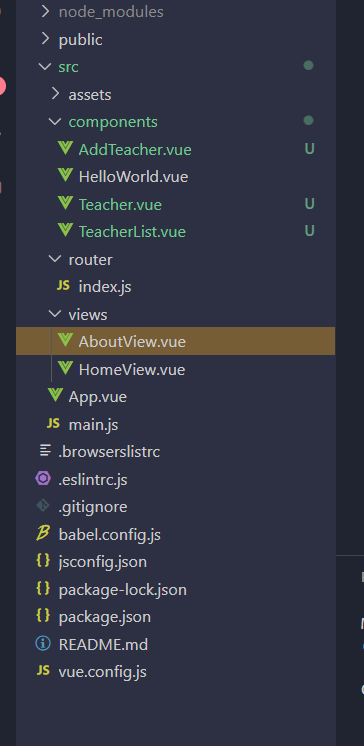 node_modules
public
src
assets
components
AddTeacher.vue U
HelloWorld.vue
Teacher.vue U
TeacherList.vue U
router
JS index.js
views
AboutView.vue
HomeView.vue
App.vue
JS main.js
.browserslistrc
.eslintrc.js
.gitignore
babel.config.js
jsconfig.json
package-lock.json
package.json
README.md
JS vue.config.js